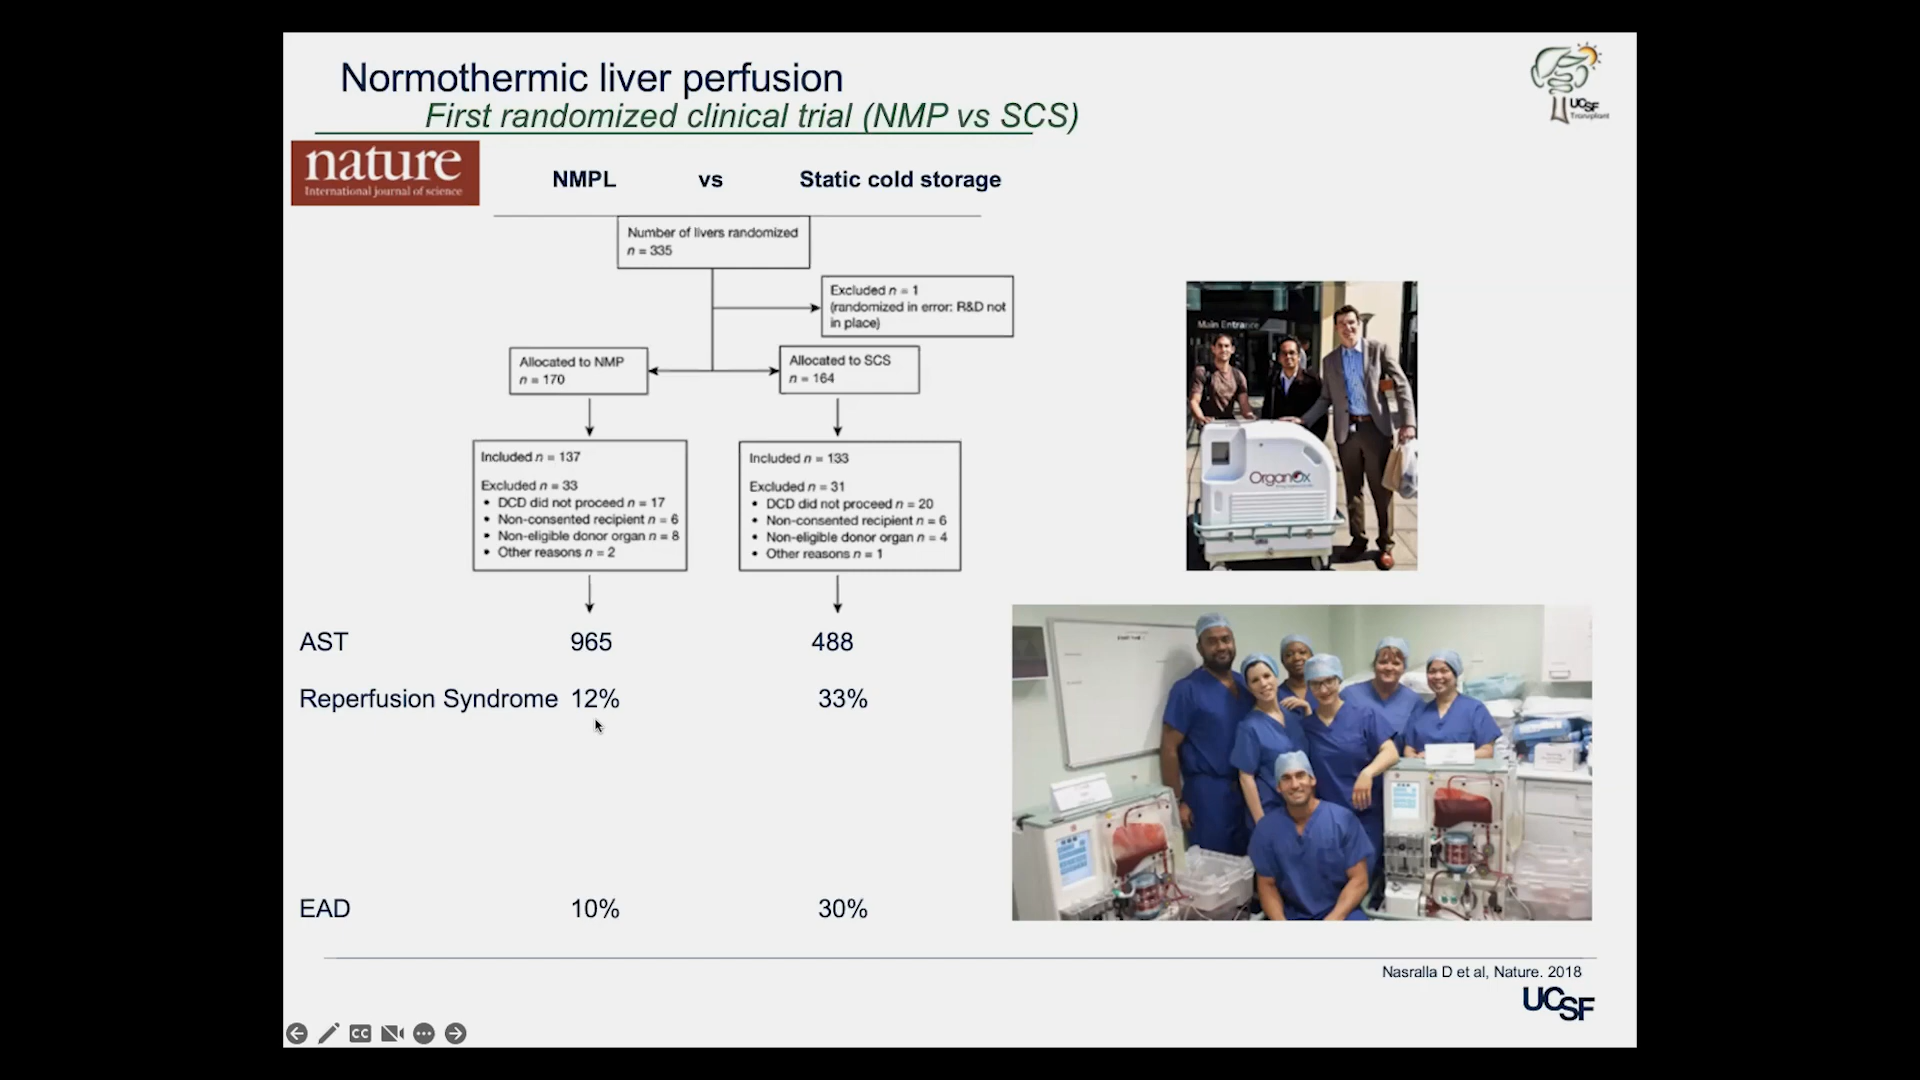 Normothermic liver perfusion
First randomized clinical trial (NMP vs SCS)
UCSF
Transplant
nature
International journal of science
NMPL vs Static cold storage
Number of livers randomized
n = 335
Excluded n = 1
(randomized in error: R&D not
in place)
Allocated to NMP
n = 170
Allocated to SCS
n = 164
Included n = 137
Excluded n = 33
• DCD did not proceed n = 17
• Non-consented recipient n = 6
• Non-eligible donor organ n = 8
• Other reasons n = 2
Included n = 133
Excluded n = 31
• DCD did not proceed n = 20
• Non-consented recipient n = 6
• Non-eligible donor organ n = 4
• Other reasons n = 1
Main Entrance
OrganOx
AST 965 488
Reperfusion Syndrome 12% 33%
EAD 10% 30%
Nasralla D et al, Nature. 2018
UCSF
CC